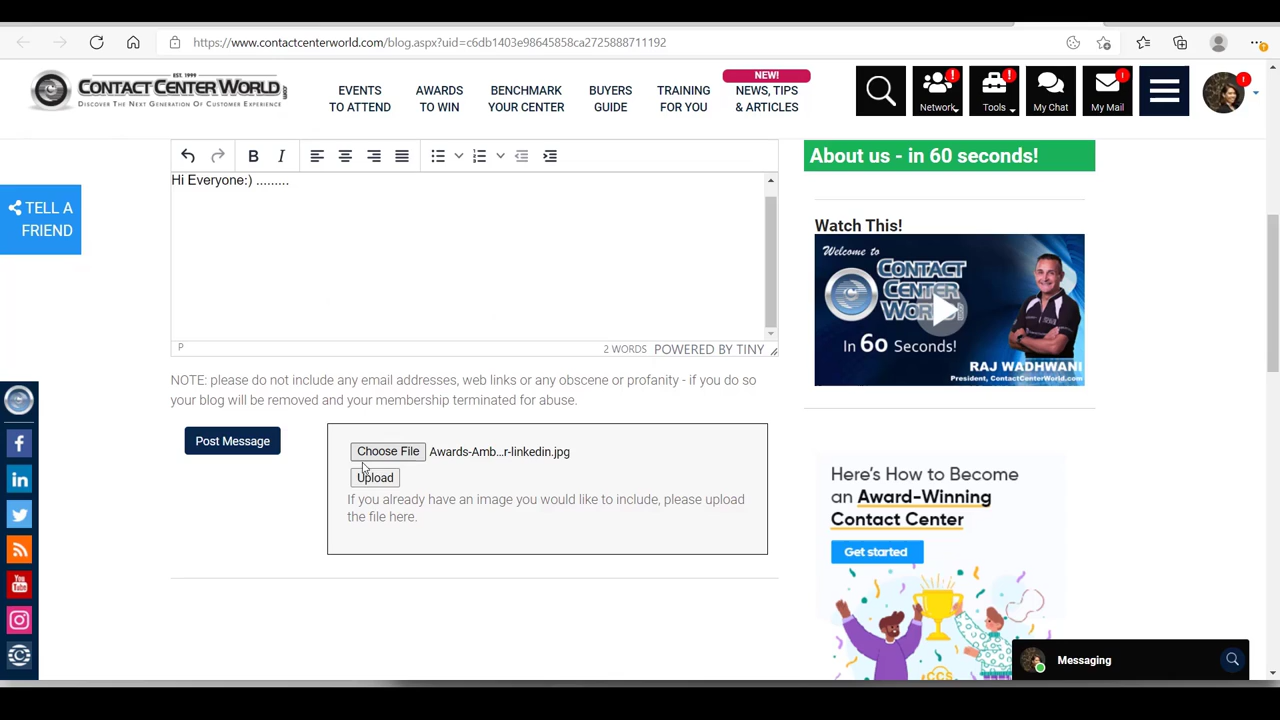 https://www.contactcenterworld.com/blog.aspx?uid=c6db1403e98645858ca2725888711192
EST. 1999
CONTACTCENTERWORLD.COM
DISCOVER THE NEXT GENERATION OF CUSTOMER EXPERIENCE
EVENTS
TO ATTEND
AWARDS
TO WIN
BENCHMARK
YOUR CENTER
BUYERS
GUIDE
TRAINING
FOR YOU
NEW!
NEWS, TIPS
& ARTICLES
Network
Tools
My Chat
My Mail
TELL A
FRIEND
B I
Hi Everyone:) .........
P
2 WORDS POWERED BY TINY
NOTE: please do not include any Email addresses, web links or any obscene or profanity - if you do so
your blog will be removed and your membership terminated for abuse.
Post Message
Choose File Awards-Amb...r-linkedin.jpg
Upload
If you already have an image you would like to include, please upload
the file here.
About us - in 60 seconds!
Watch This!
Welcome to
CONTACT
CENTER
WORLD
In 60 Seconds!
RAJ WADHWANI
President, ContactCenterWorld.com
Here's How to Become
an Award-Winning
Contact Center
Get started
Messaging